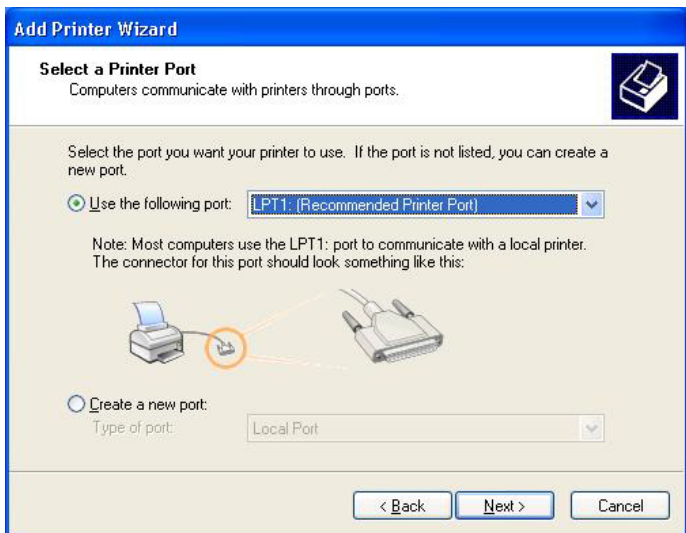 Add Printer Wizard
Select a Printer Port
Computers communicate with printers through ports.
Select the port you want your printer to use.  If the port is not listed, you can create a
new port.
Use the following port: LPT1: (Recommended Printer Port)
Note: Most computers use the LPT1: port to communicate with a local printer.
The connector for this port should look something like this:
Create a new port:
Type of port: Local Port
< Back Next > Cancel